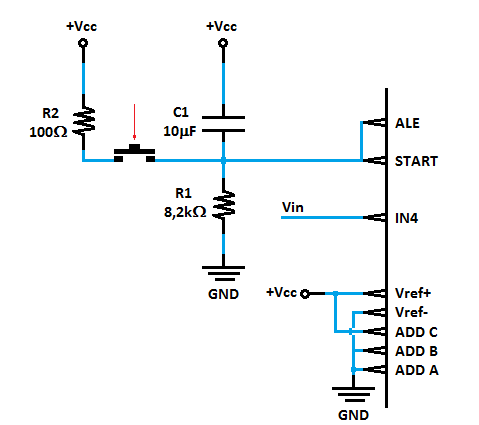 +Vcc
+Vcc
R2
100Ω
C1
10µF
ALE
START
R1
8,2kΩ
Vin
IN4
GND
+Vcc
Vref+
Vref-
ADD C
ADD B
ADD A
GND